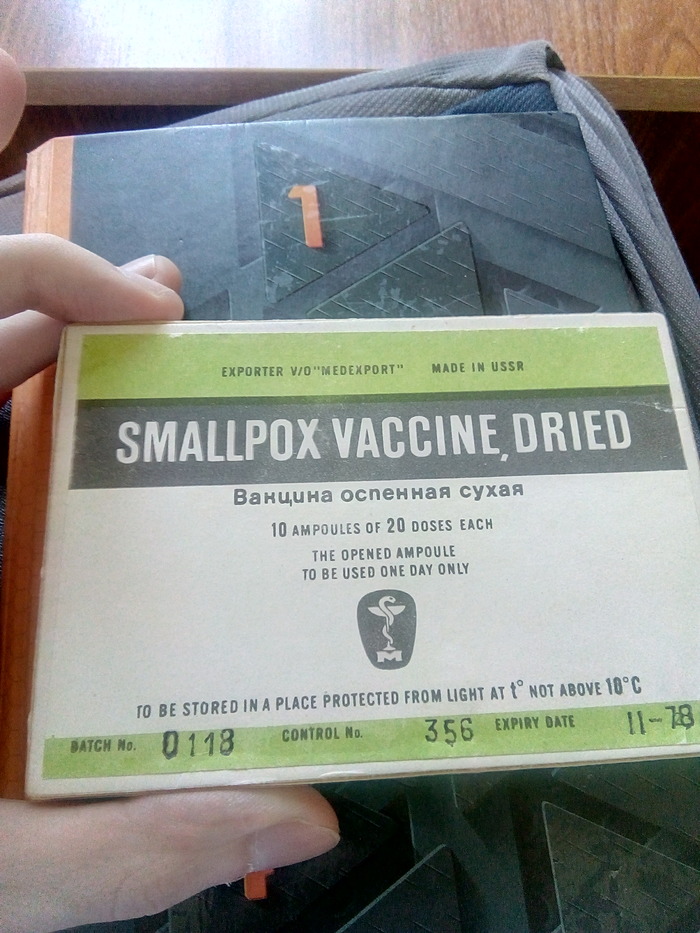 1
EXPORTER V/O "MEDEXPORT" MADE IN USSR
SMALLPOX VACCINE, DRIED
Вакцина оспенная сухая
10 AMPOULES OF 20 DOSES EACH
THE OPENED AMPOULE
TO BE USED ONE DAY ONLY
M
TO BE STORED IN A PLACE PROTECTED FROM LIGHT AT t° NOT ABOVE 10°C
BATCH No. 0118 CONTROL No. 356 EXPIRY DATE 11-78
1